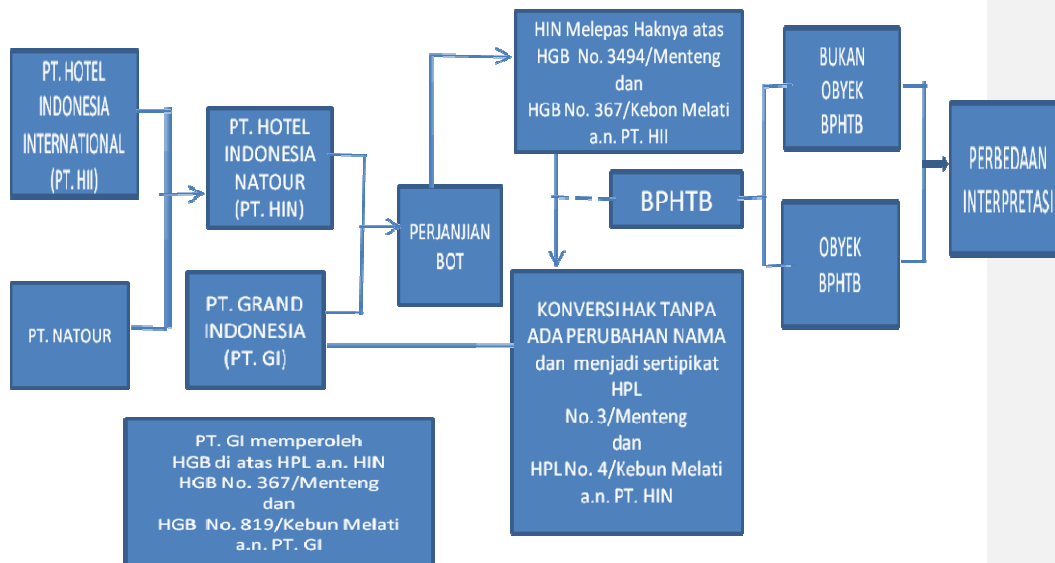 PT. HOTEL
INDONESIA
INTERNATIONAL
(PT. HII)
PT. NATOUR
PT. HOTEL
INDONESIA
NATOUR
(PT. HIN)
PT. GRAND
INDONESIA
(PT. GI)
PERJANJIAN
BOT
HIN Melepas Haknya atas
HGB No. 3494/Menteng
dan
HGB No. 367/Kebon Melati
a.n. PT. HII
BPHTB
KONVERSI HAK TANPA
ADA PERUBAHAN NAMA
dan menjadi sertipikat
HPL
No. 3/Menteng
dan
HPL No. 4/Kebun Melati
a.n. PT. HIN
BUKAN
OBYEK
BPHTB
OBYEK
BPHTB
PERBEDAAN
INTERPRETASI
PT. GI memperoleh
HGB di atas HPL a.n. HIN
HGB No. 367/Menteng
dan
HGB No. 819/Kebun Melati
a.n. PT. GI